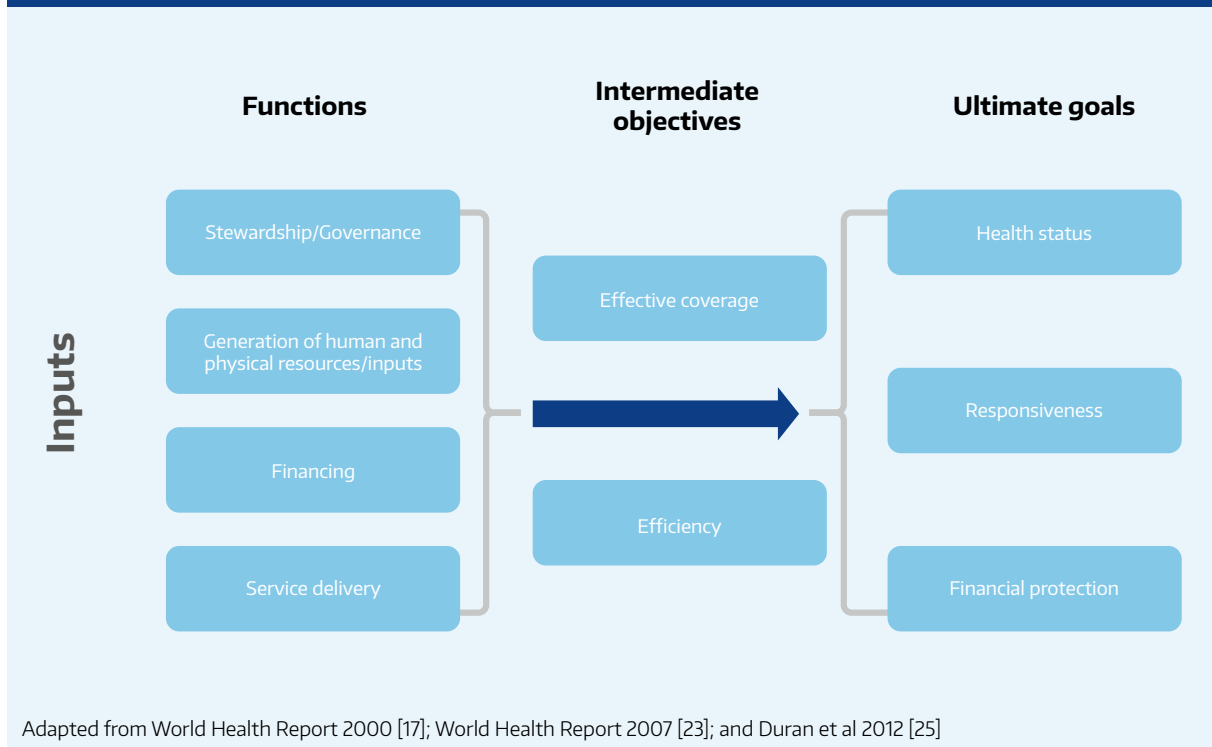 Functions
Intermediate
objectives
Ultimate goals
Inputs
Stewardship/Governance
Generation of human and
physical resources/inputs
Financing
Service delivery
Effective coverage
Efficiency
Health status
Responsiveness
Financial protection
Adapted from World Health Report 2000 [17]; World Health Report 2007 [23]; and Duran et al 2012 [25]